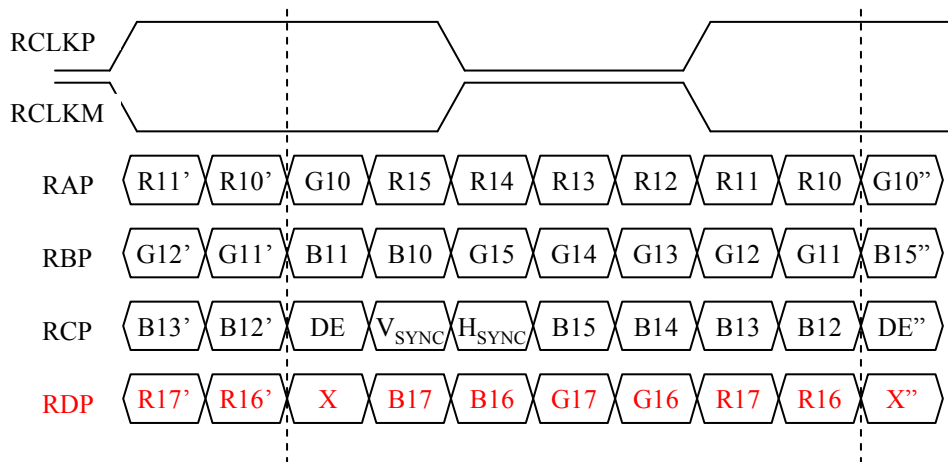 RCLKP
RCLKM
RAP R11’ R10’ G10 R15 R14 R13 R12 R11 R10 G10”
RBP G12’ G11’ B11 B10 G15 G14 G13 G12 G11 B15”
RCP B13’ B12’ DE VSYNC HSYNC B15 B14 B13 B12 DE”
RDP R17’ R16’ X B17 B16 G17 G16 R17 R16 X”